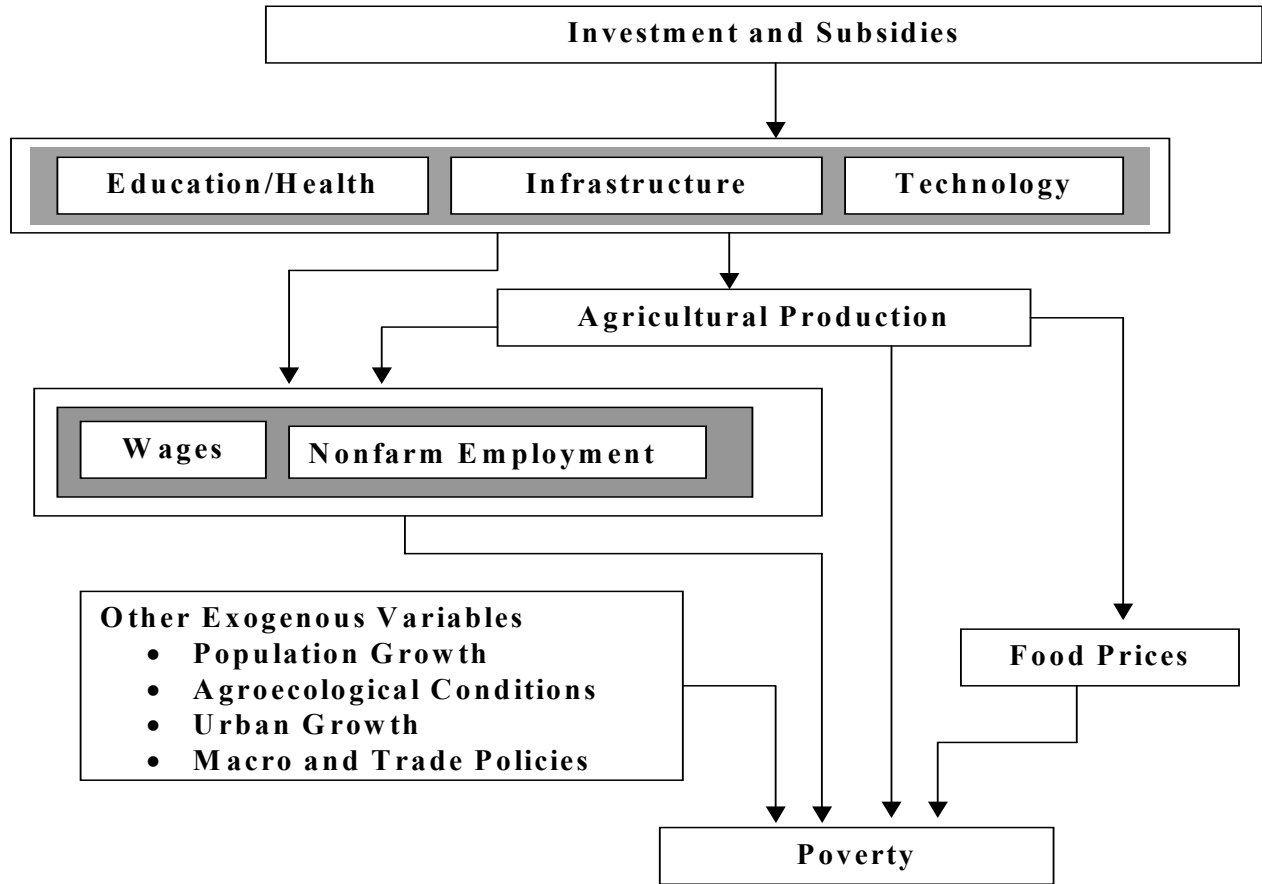 Investment and Subsidies
Education/Health
Infrastructure
Technology
Agricultural Production
Wages
Nonfarm Employment
Other Exogenous Variables
• Population Growth
• Agroecological Conditions
• Urban Growth
• Macro and Trade Policies
Food Prices
Poverty